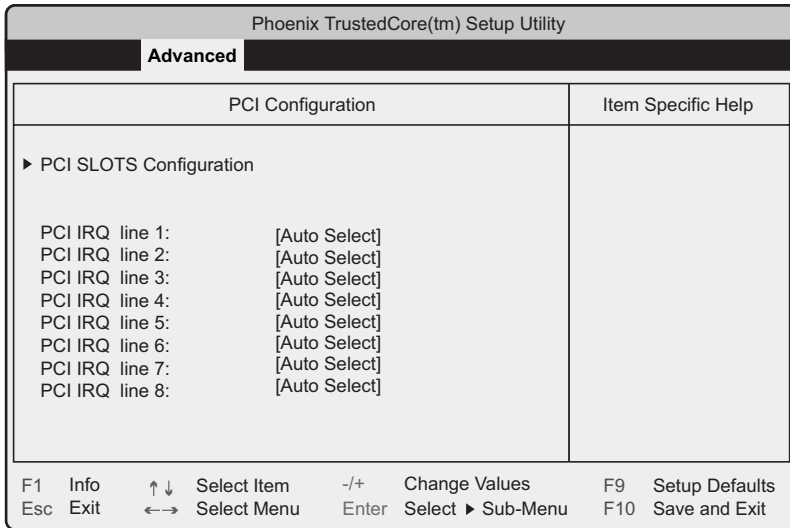 Phoenix TrustedCore(tm) Setup Utility
Advanced
PCI Configuration
Item Specific Help
▶ PCI SLOTS Configuration
PCI IRQ line 1: [Auto Select]
PCI IRQ line 2: [Auto Select]
PCI IRQ line 3: [Auto Select]
PCI IRQ line 4: [Auto Select]
PCI IRQ line 5: [Auto Select]
PCI IRQ line 6: [Auto Select]
PCI IRQ line 7: [Auto Select]
PCI IRQ line 8: [Auto Select]
F1 Info ↑↓ Select Item -/+ Change Values F9 Setup Defaults
Esc Exit ←→ Select Menu Enter Select ▶ Sub-Menu F10 Save and Exit